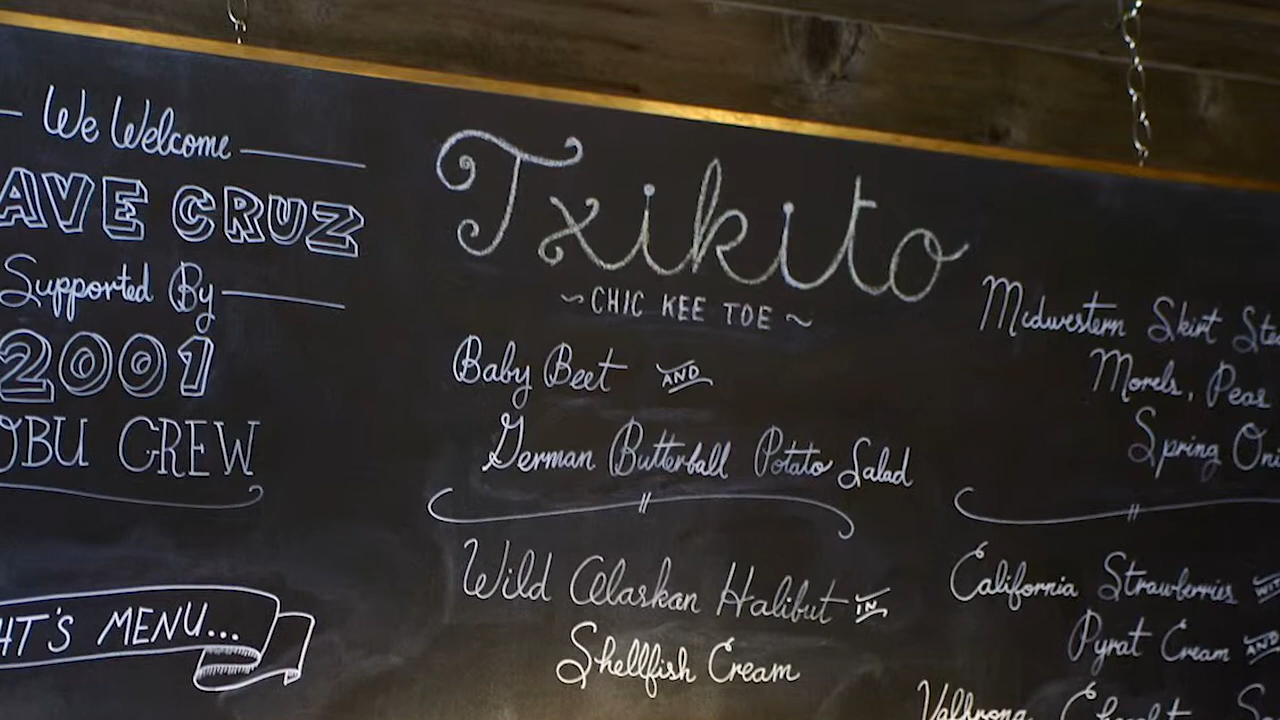 We Welcome
AVE CRUZ
Supported By
2001
OBU CREW
HT'S MENU...
Txikito
~CHIC KEE TOE~
Baby Beet AND
German Butterball Potato Salad
Wild Alaskan Halibut IN
Shellfish Cream
Midwestern Skirt Stea
Morels, Peas
Spring Oni
California Strawberries
Pyrat Cream AND
Valhrona